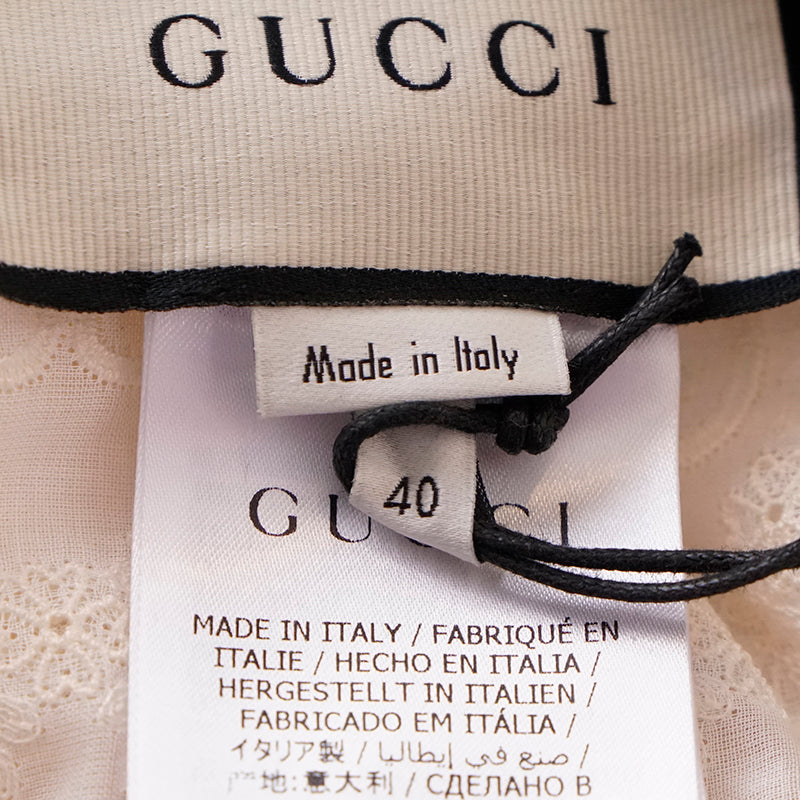 GUCCI
Made in Italy
40
GUCCI
MADE IN ITALY / FABRIQUÉ EN
ITALIE / HECHO EN ITALIA /
HERGESTELLT IN ITALIEN /
FABRICADO EM ITÁLIA /
イタリア製 / صنع في إيطاليا /
地:意大利 / СДЕЛАНО В